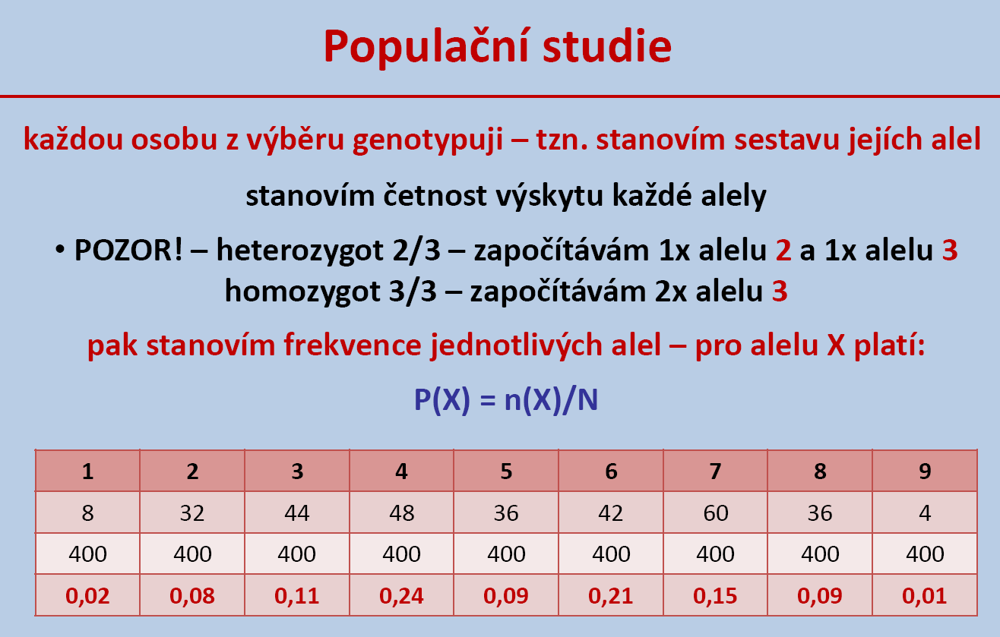 Populační studie
každou osobu z výběru genotypuji – tzn. stanovím sestavu jejích alel
stanovím četnost výskytu každé alely
• POZOR! – heterozygot 2/3 – započítávám 1x alelu 2 a 1x alelu 3
homozygot 3/3 – započítávám 2x alelu 3
pak stanovím frekvence jednotlivých alel – pro alelu X platí:
P(X) = n(X)/N
1 2 3 4 5 6 7 8 9
8 32 44 48 36 42 60 36 4
400 400 400 400 400 400 400 400 400
0,02 0,08 0,11 0,24 0,09 0,21 0,15 0,09 0,01